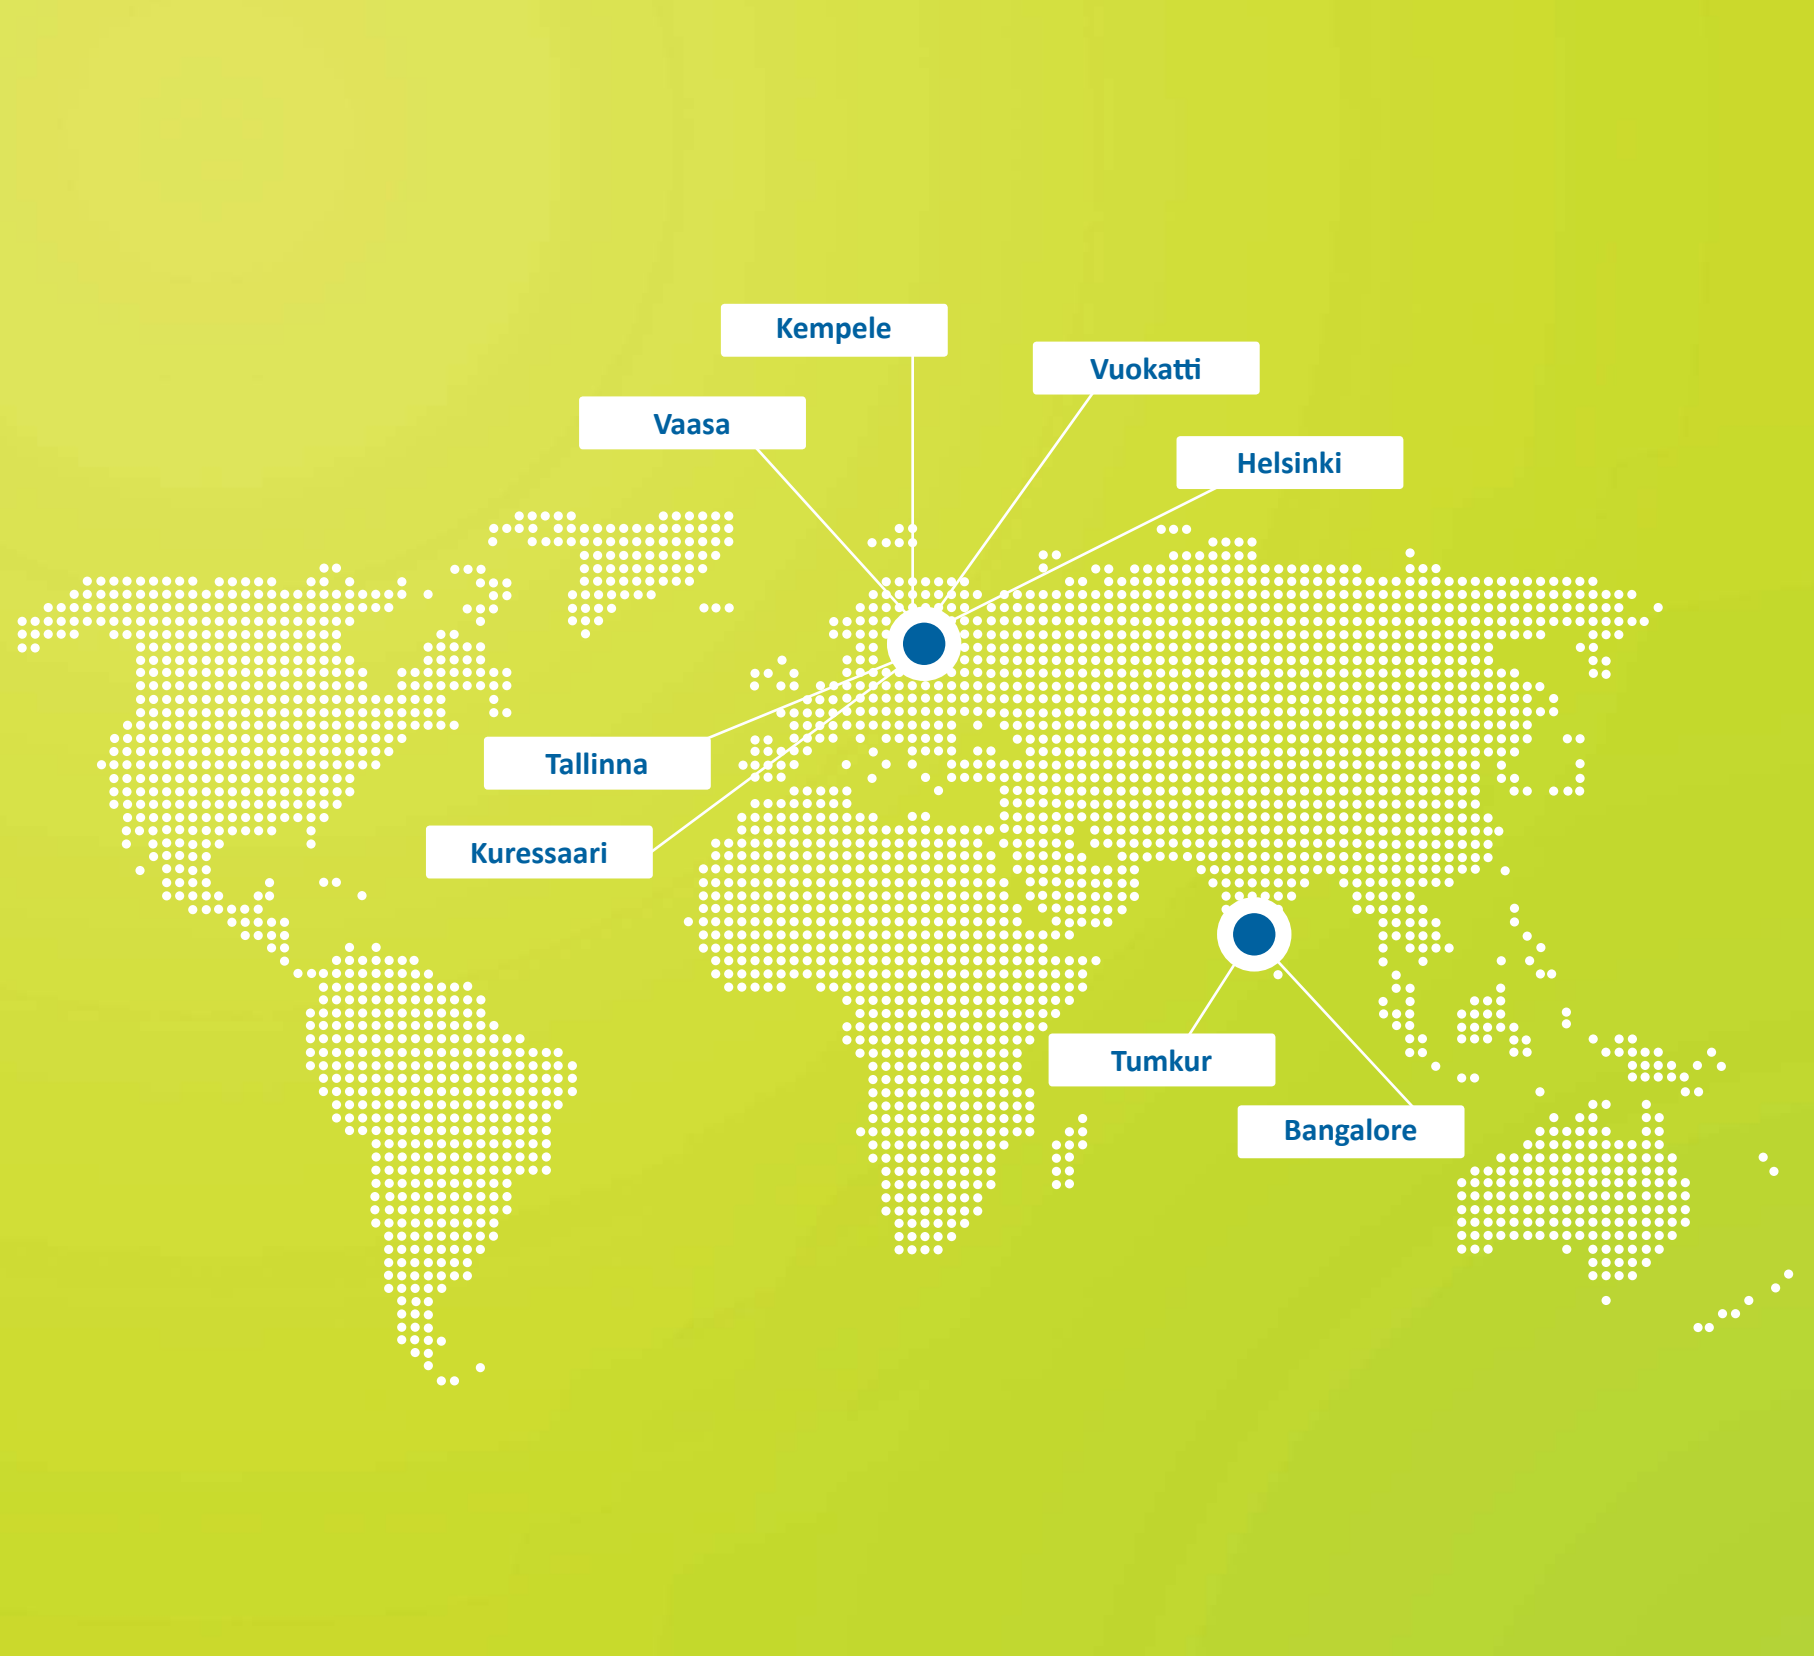 Kempele
Vuokatti
Vaasa
Helsinki
Tallinna
Kuressaari
Tumkur
Bangalore